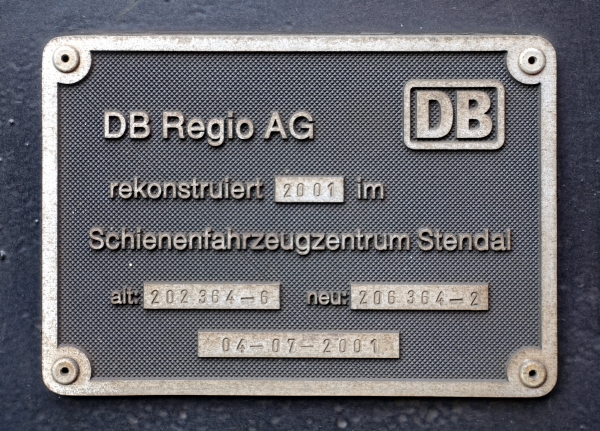 DB Regio AG
DB
rekonstruiert 2001 im
Schienenfahrzeugzentrum Stendal
alt: 202 364-6 neu: 206 364-2
04-07-2001